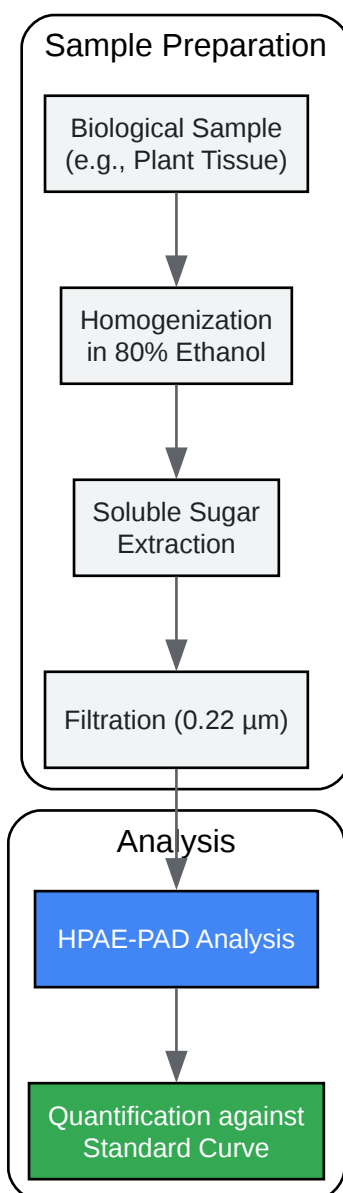 Sample Preparation
Biological Sample
(e.g., Plant Tissue)
Homogenization
in 80% Ethanol
Soluble Sugar
Extraction
Filtration (0.22 µm)
Analysis
HPAE-PAD Analysis
Quantification against
Standard Curve